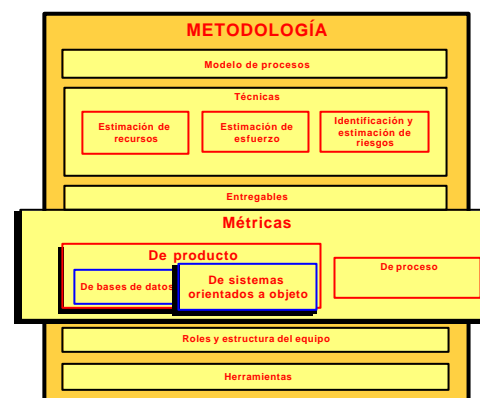 METODOLOGÍA
Modelo de procesos
Técnicas
Estimación de
recursos
Estimación de
esfuerzo
Identificación y
estimación de
riesgos
Entregables
Métricas
De producto
De bases de datos
De sistemas
orientados a objeto
De proceso
Roles y estructura del equipo
Herramientas